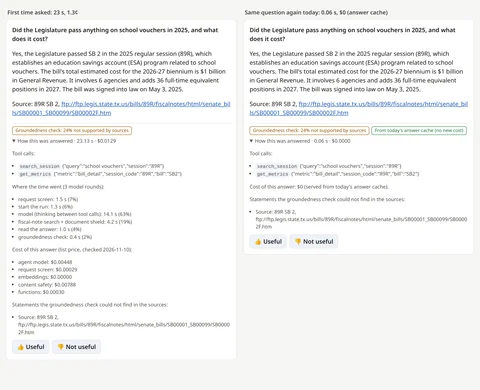 First time asked: 23 s, 1.3¢
Did the Legislature pass anything on school vouchers in 2025, and what
does it cost?
Yes, the Legislature passed SB 2 in the 2025 regular session (89R), which
establishes an education savings account (ESA) program related to school
vouchers. The bill's total estimated cost for the 2026-27 biennium is $1 billion
in General Revenue. It involves 6 agencies and adds 36 full-time equivalent
positions in 2027. The bill was signed into law on May 3, 2025.
Source: 89R SB 2, ftp://ftp.legis.state.tx.us/bills/89R/fiscalnotes/html/senate_bil
ls/SB00001_SB00099/SB00002F.htm
Groundedness check: 24% not supported by sources
▼ How this was answered · 23.13 s · $0.0129
Tool calls:
• search_session {"query":"school vouchers","session":"89R"}
• get_metrics {"metric":"bill_detail","session_code":"89R","bill":"SB2"}
Where the time went (3 model rounds):
• request screen: 1.5 s (7%)
• start the run: 1.3 s (6%)
• model (thinking between tools): 14.1 s (63%)
• fiscal-note search + document shield: 4.2 s (19%)
• read the answer: 1.0 s (4%)
• groundedness check: 0.4 s (2%)
Cost of this answer (list price, checked 2026-11-10):
• agent model: $0.00448
• request screen: $0.00029
• embeddings: $0.00000
• content safety: $0.00788
• functions: $0.00030
Statements the groundedness check could not find in the sources:
• Source: 89R SB 2,
ftp://ftp.legis.state.tx.us/bills/89R/fiscalnotes/html/senate_bills/SB00001_SB00099/SB0000
2F.htm
👍 Useful
👎 Not useful
Same question again today: 0.06 s, $0 (answer cache)
Did the Legislature pass anything on school vouchers in 2025, and what
does it cost?
Yes, the Legislature passed SB 2 in the 2025 regular session (89R), which
establishes an education savings account (ESA) program related to school
vouchers. The bill's total estimated cost for the 2026-27 biennium is $1 billion
in General Revenue. It involves 6 agencies and adds 36 full-time equivalent
positions in 2027. The bill was signed into law on May 3, 2025.
Source: 89R SB 2, ftp://ftp.legis.state.tx.us/bills/89R/fiscalnotes/html/senate_bil
ls/SB00001_SB00099/SB00002F.htm
Groundedness check: 24% not supported by sources
From today's answer cache (no new cost)
▼ How this was answered · 0.06 s · $0.0000
Tool calls:
• search_session {"query":"school vouchers","session":"89R"}
• get_metrics {"metric":"bill_detail","session_code":"89R","bill":"SB2"}
Cost of this answer: $0 (served from today's answer cache).
Statements the groundedness check could not find in the sources:
• Source: 89R SB 2,
ftp://ftp.legis.state.tx.us/bills/89R/fiscalnotes/html/senate_bills/SB00001_SB00099/SB0000
2F.htm
👍 Useful
👎 Not useful